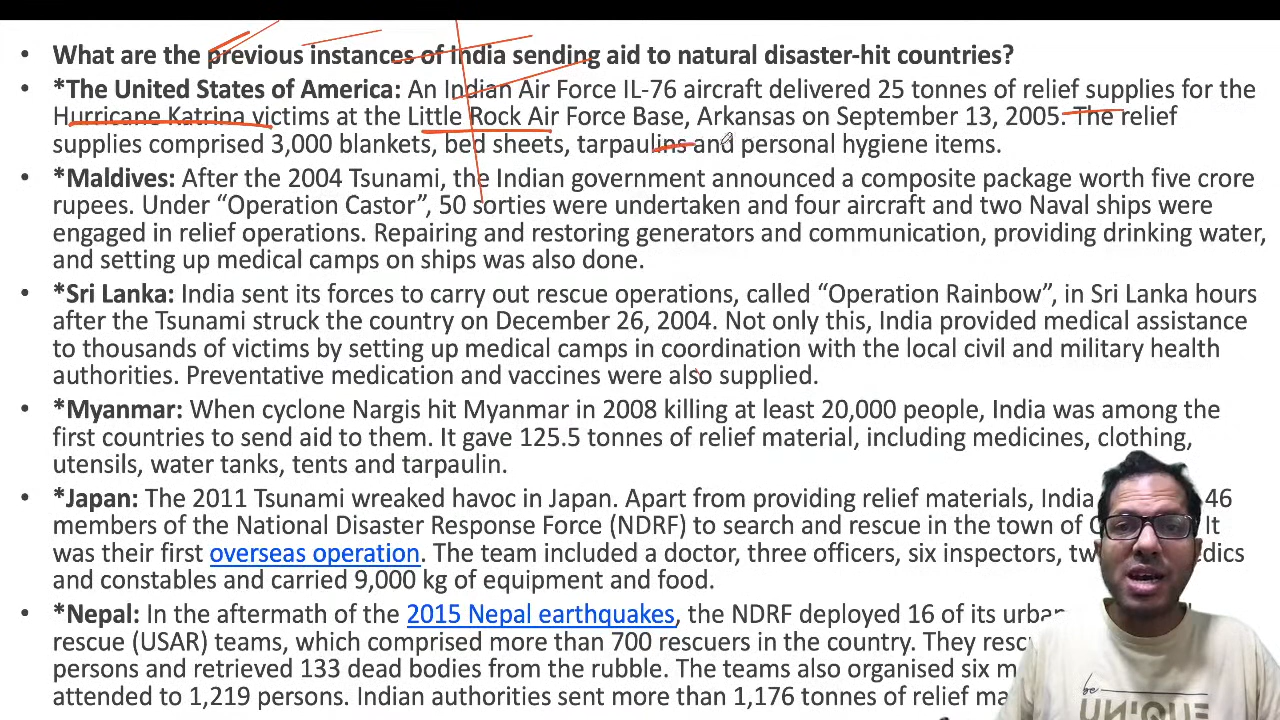 • What are the previous instances of India sending aid to natural disaster-hit countries?
• *The United States of America: An Indian Air Force IL-76 aircraft delivered 25 tonnes of relief supplies for the
Hurricane Katrina victims at the Little Rock Air Force Base, Arkansas on September 13, 2005. The relief
supplies comprised 3,000 blankets, bed sheets, tarpaulins and personal hygiene items.
• *Maldives: After the 2004 Tsunami, the Indian government announced a composite package worth five crore
rupees. Under “Operation Castor”, 50 sorties were undertaken and four aircraft and two Naval ships were
engaged in relief operations. Repairing and restoring generators and communication, providing drinking water,
and setting up medical camps on ships was also done.
• *Sri Lanka: India sent its forces to carry out rescue operations, called “Operation Rainbow”, in Sri Lanka hours
after the Tsunami struck the country on December 26, 2004. Not only this, India provided medical assistance
to thousands of victims by setting up medical camps in coordination with the local civil and military health
authorities. Preventative medication and vaccines were also supplied.
• *Myanmar: When cyclone Nargis hit Myanmar in 2008 killing at least 20,000 people, India was among the
first countries to send aid to them. It gave 125.5 tonnes of relief material, including medicines, clothing,
utensils, water tanks, tents and tarpaulin.
• *Japan: The 2011 Tsunami wreaked havoc in Japan. Apart from providing relief materials, India 46
members of the National Disaster Response Force (NDRF) to search and rescue in the town of It
was their first overseas operation. The team included a doctor, three officers, six inspectors,
and constables and carried 9,000 kg of equipment and food.
• *Nepal: In the aftermath of the 2015 Nepal earthquakes, the NDRF deployed 16 of its
rescue (USAR) teams, which comprised more than 700 rescuers in the country. They
persons and retrieved 133 dead bodies from the rubble. The teams also organised six
attended to 1,219 persons. Indian authorities sent more than 1,176 tonnes of relief
be
UNIQUE